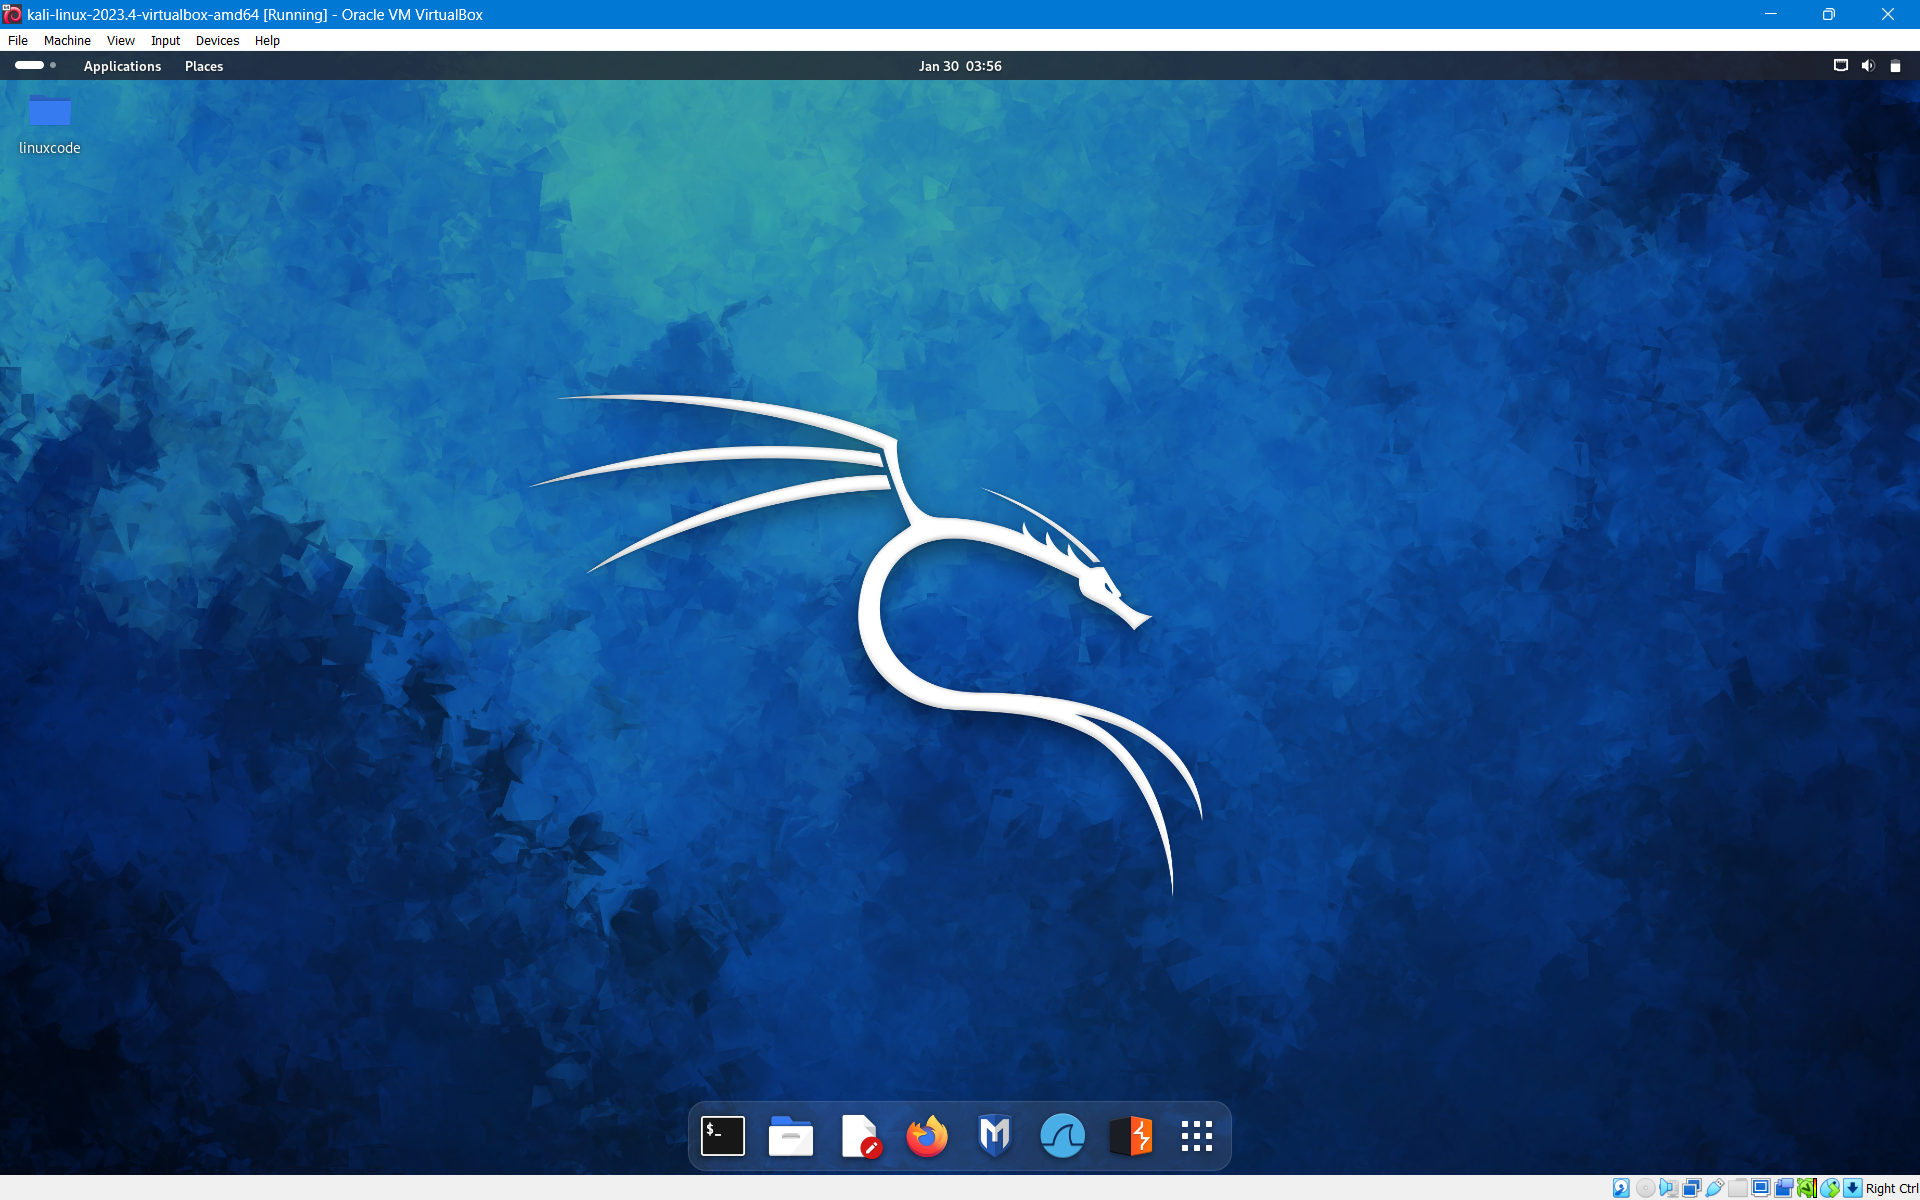 kali-linux-2023.4-virtualbox-amd64 [Running] - Oracle VM VirtualBox
File Machine View Input Devices Help
Applications Places Jan 30 03:56
linuxcode
$_
Right Ctrl